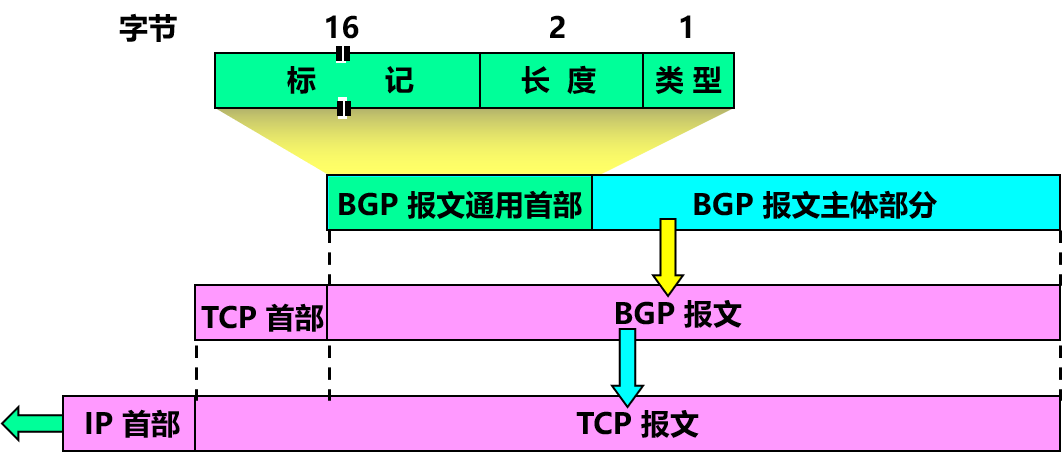 字节 16 2 1
标 记 长 度 类 型
BGP 报文通用首部 BGP 报文主体部分
TCP 首部 BGP 报文
IP 首部 TCP 报文